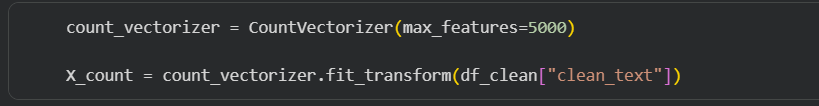 count_vectorizer = CountVectorizer(max_features=5000)
X_count = count_vectorizer.fit_transform(df_clean["clean_text"])